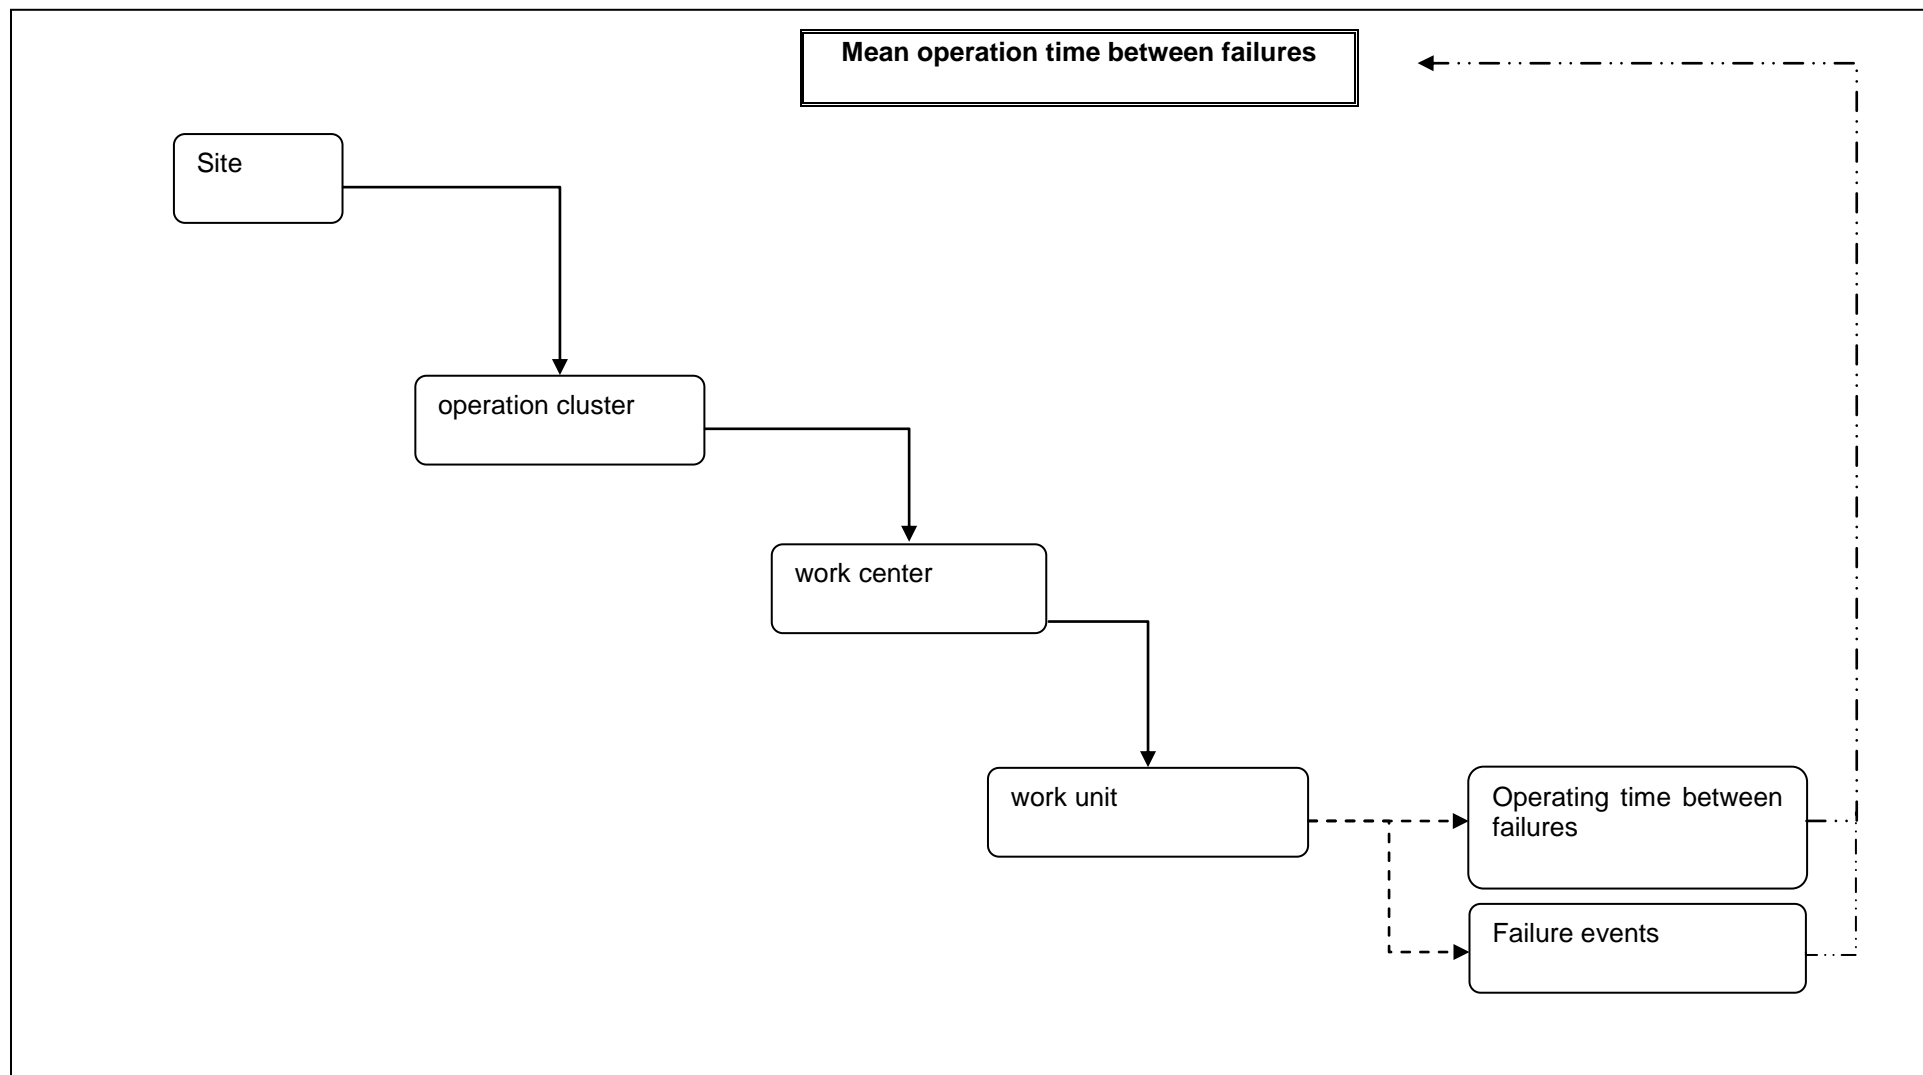 Mean operation time between failures
Site
operation cluster
work center
work unit
Operating time between
failures
Failure events